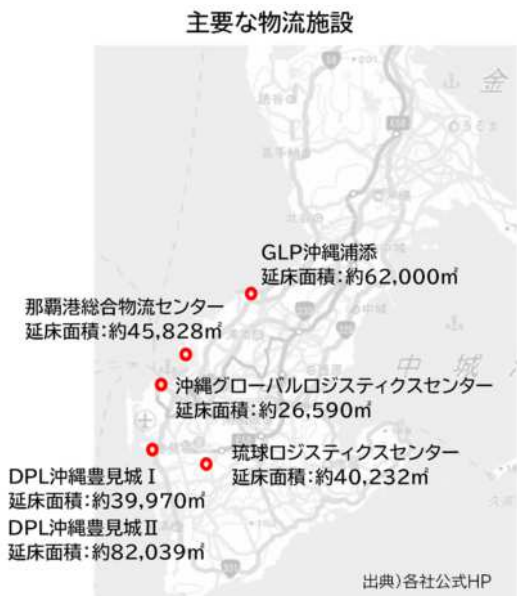 主要な物流施設
GLP沖縄浦添
延床面積：約62,000㎡
那覇港総合物流センター
延床面積：約45,828㎡
沖縄グローバルロジスティクスセンター
延床面積：約26,590㎡
琉球ロジスティクスセンター
延床面積：約40,232㎡
DPL沖縄豊見城Ⅰ
延床面積：約39,970㎡
DPL沖縄豊見城Ⅱ
延床面積：約82,039㎡
金
中城
出典）各社公式HP